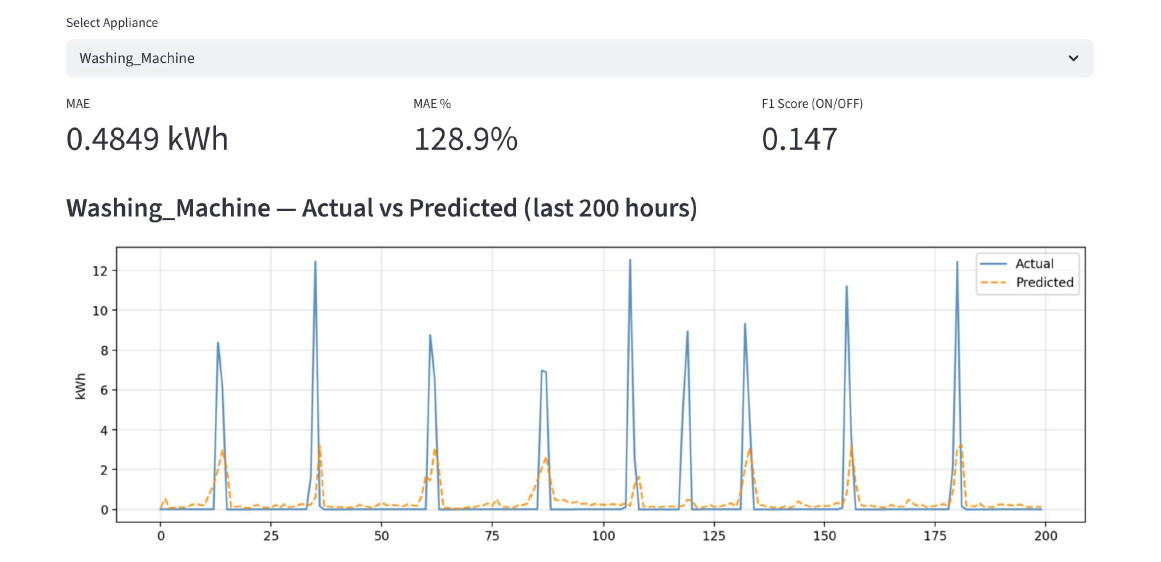 Select Appliance
Washing_Machine
MAE
MAE %
F1 Score (ON/OFF)
0.4849 kWh
128.9%
0.147
Washing_Machine — Actual vs Predicted (last 200 hours)
Actual
Predicted
kWh
12
10
8
6
4
2
0
0
25
50
75
100
125
150
175
200